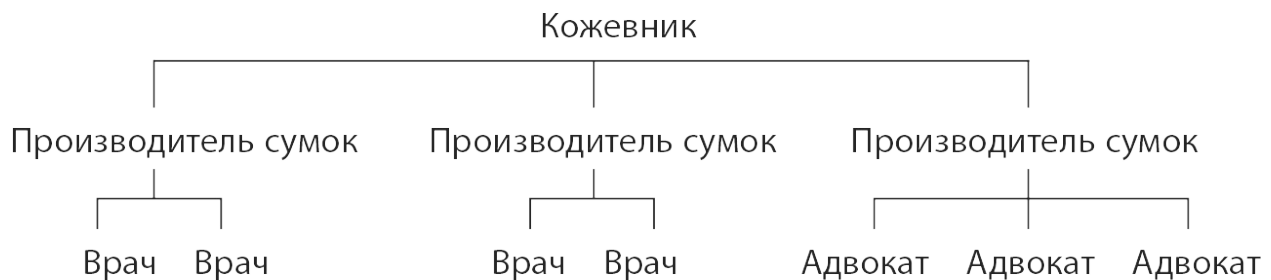 Кожевник
Производитель сумок Производитель сумок Производитель сумок
Врач Врач Врач Врач Адвокат Адвокат Адвокат